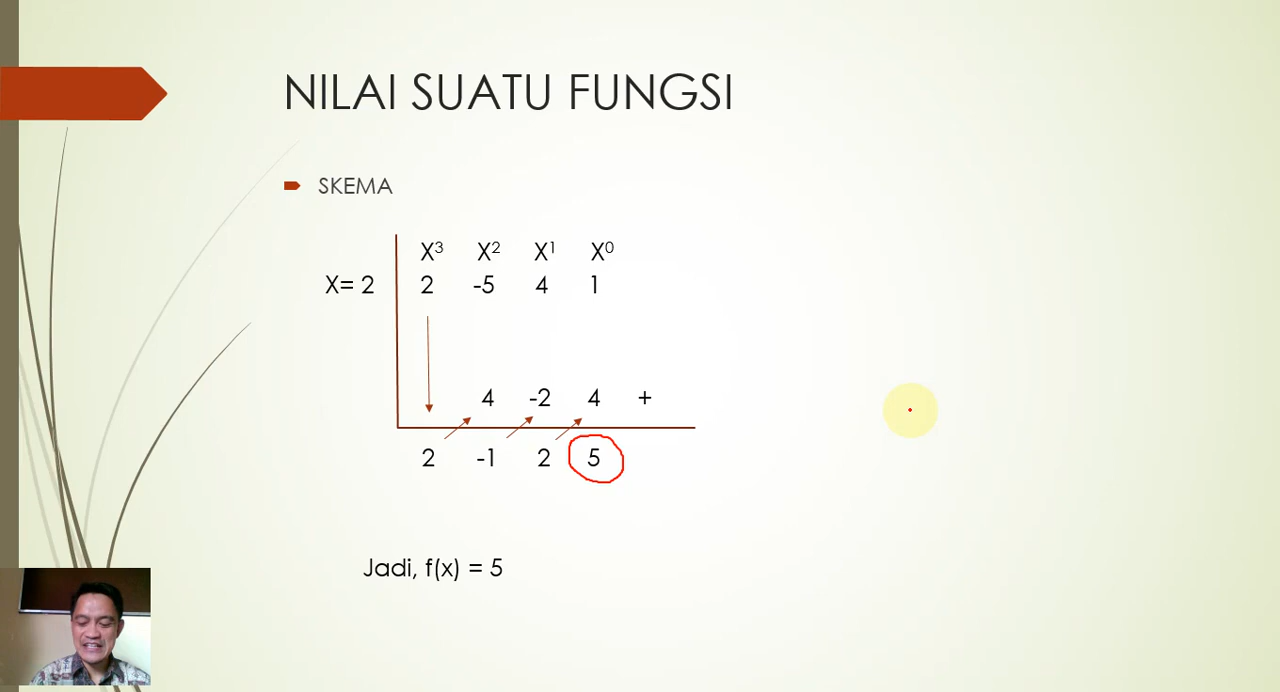 NILAI SUATU FUNGSI
SKEMA
X³ X² X¹ X⁰
X= 2 2 -5 4 1
4 -2 4 +
2 -1 2 5
Jadi, f(x) = 5